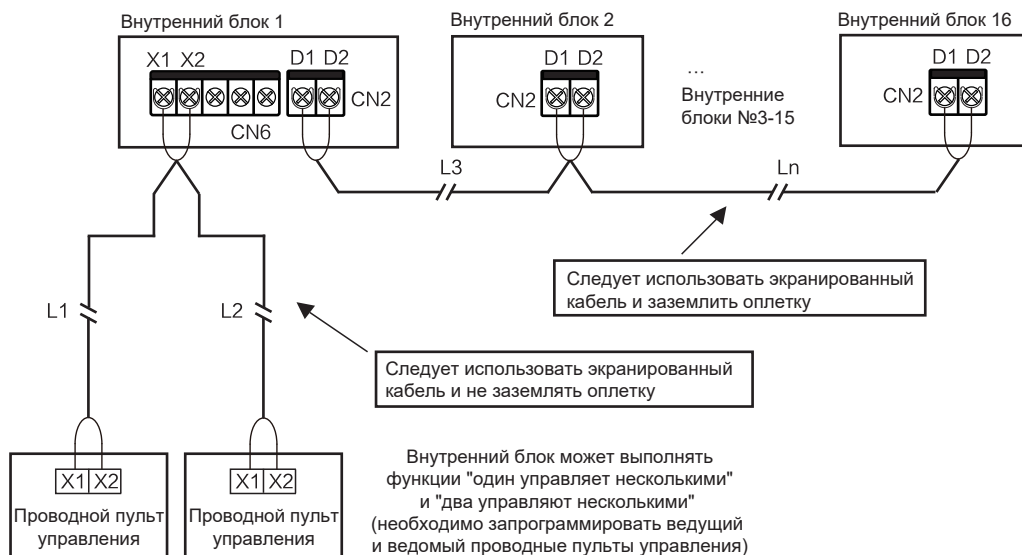 Внутренний блок 1
Внутренний блок 2
Внутренний блок 16
X1 X2
D1 D2
CN2
CN6
D1 D2
CN2
...
Внутренние
блоки №3-15
D1 D2
CN2
L3
Ln
Следует использовать экранированный
кабель и заземлить оплетку
L1
L2
Следует использовать экранированный
кабель и не заземлять оплетку
X1 X2
Проводной пульт
управления
X1 X2
Проводной пульт
управления
Внутренний блок может выполнять
функции "один управляет несколькими"
и "два управляют несколькими"
(необходимо запрограммировать ведущий
и ведомый проводные пульты управления)